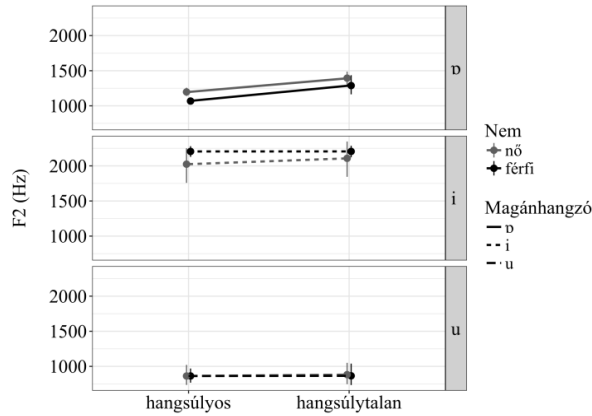 F2 (Hz)
2000
1500
1000
ɒ
2000
1500
1000
i
2000
1500
1000
u
hangsúlyos
hangsúlytalan
Nem
nő
férfi
Magánhangzó
ɒ
i
u